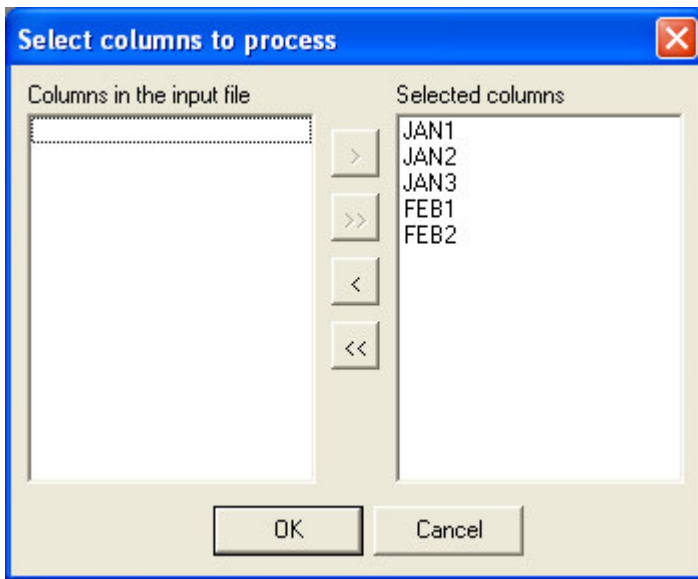 Select columns to process
Columns in the input file
Selected columns
>
>>
<
<<
JAN1
JAN2
JAN3
FEB1
FEB2
OK
Cancel